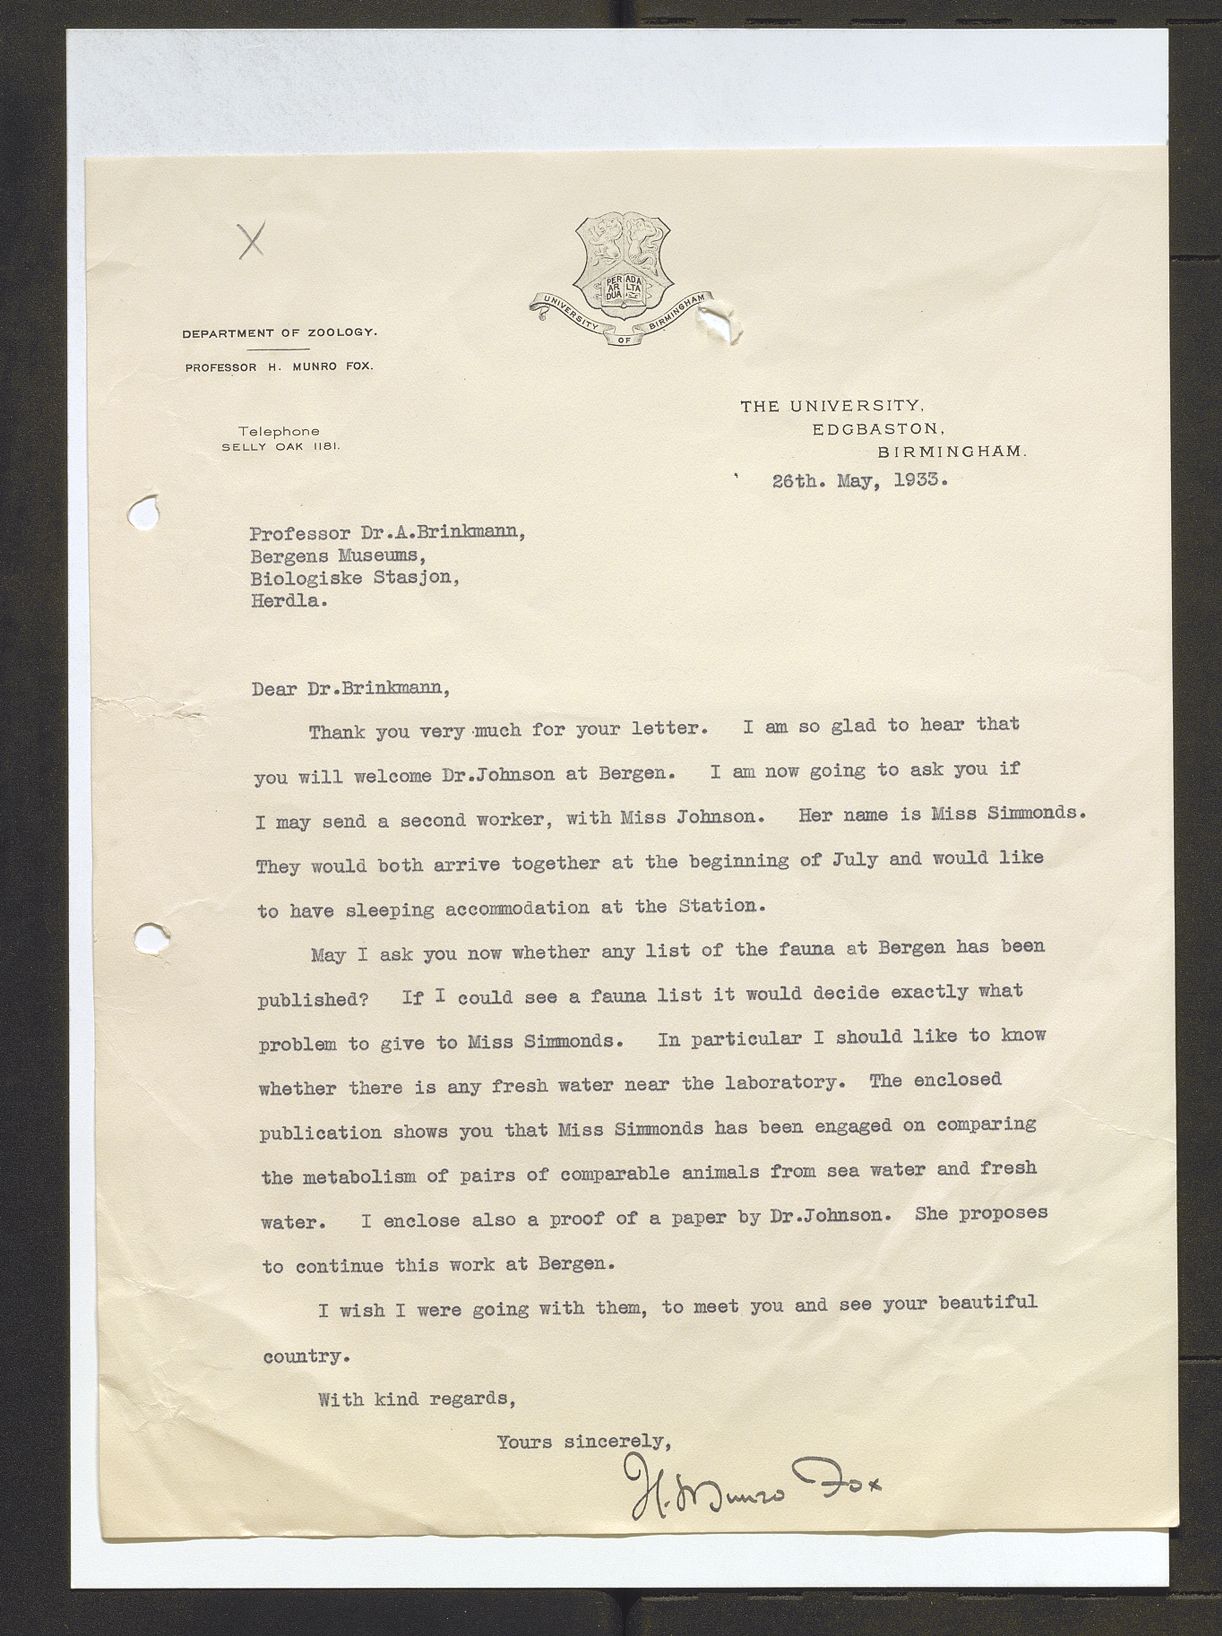 X
PER ADA
AR LTA
DUA
UNIVERSITY OF BIRMINGHAM
DEPARTMENT OF ZOOLOGY.
PROFESSOR H. MUNRO FOX.
Telephone
SELLY OAK 1181.
THE UNIVERSITY,
EDGBASTON,
BIRMINGHAM.
26th. May, 1933.
Professor Dr.A.Brinkmann,
Bergens Museums,
Biologiske Stasjon,
Herdla.
Dear Dr.Brinkmann,
Thank you very much for your letter. I am so glad to hear that
you will welcome Dr.Johnson at Bergen. I am now going to ask you if
I may send a second worker, with Miss Johnson. Her name is Miss Simmonds.
They would both arrive together at the beginning of July and would like
to have sleeping accommodation at the Station.
May I ask you now whether any list of the fauna at Bergen has been
published? If I could see a fauna list it would decide exactly what
problem to give to Miss Simmonds. In particular I should like to know
whether there is any fresh water near the laboratory. The enclosed
publication shows you that Miss Simmonds has been engaged on comparing
the metabolism of pairs of comparable animals from sea water and fresh
water. I enclose also a proof of a paper by Dr.Johnson. She proposes
to continue this work at Bergen.
I wish I were going with them, to meet you and see your beautiful
country.
With kind regards,
Yours sincerely,
H. Munro Fox